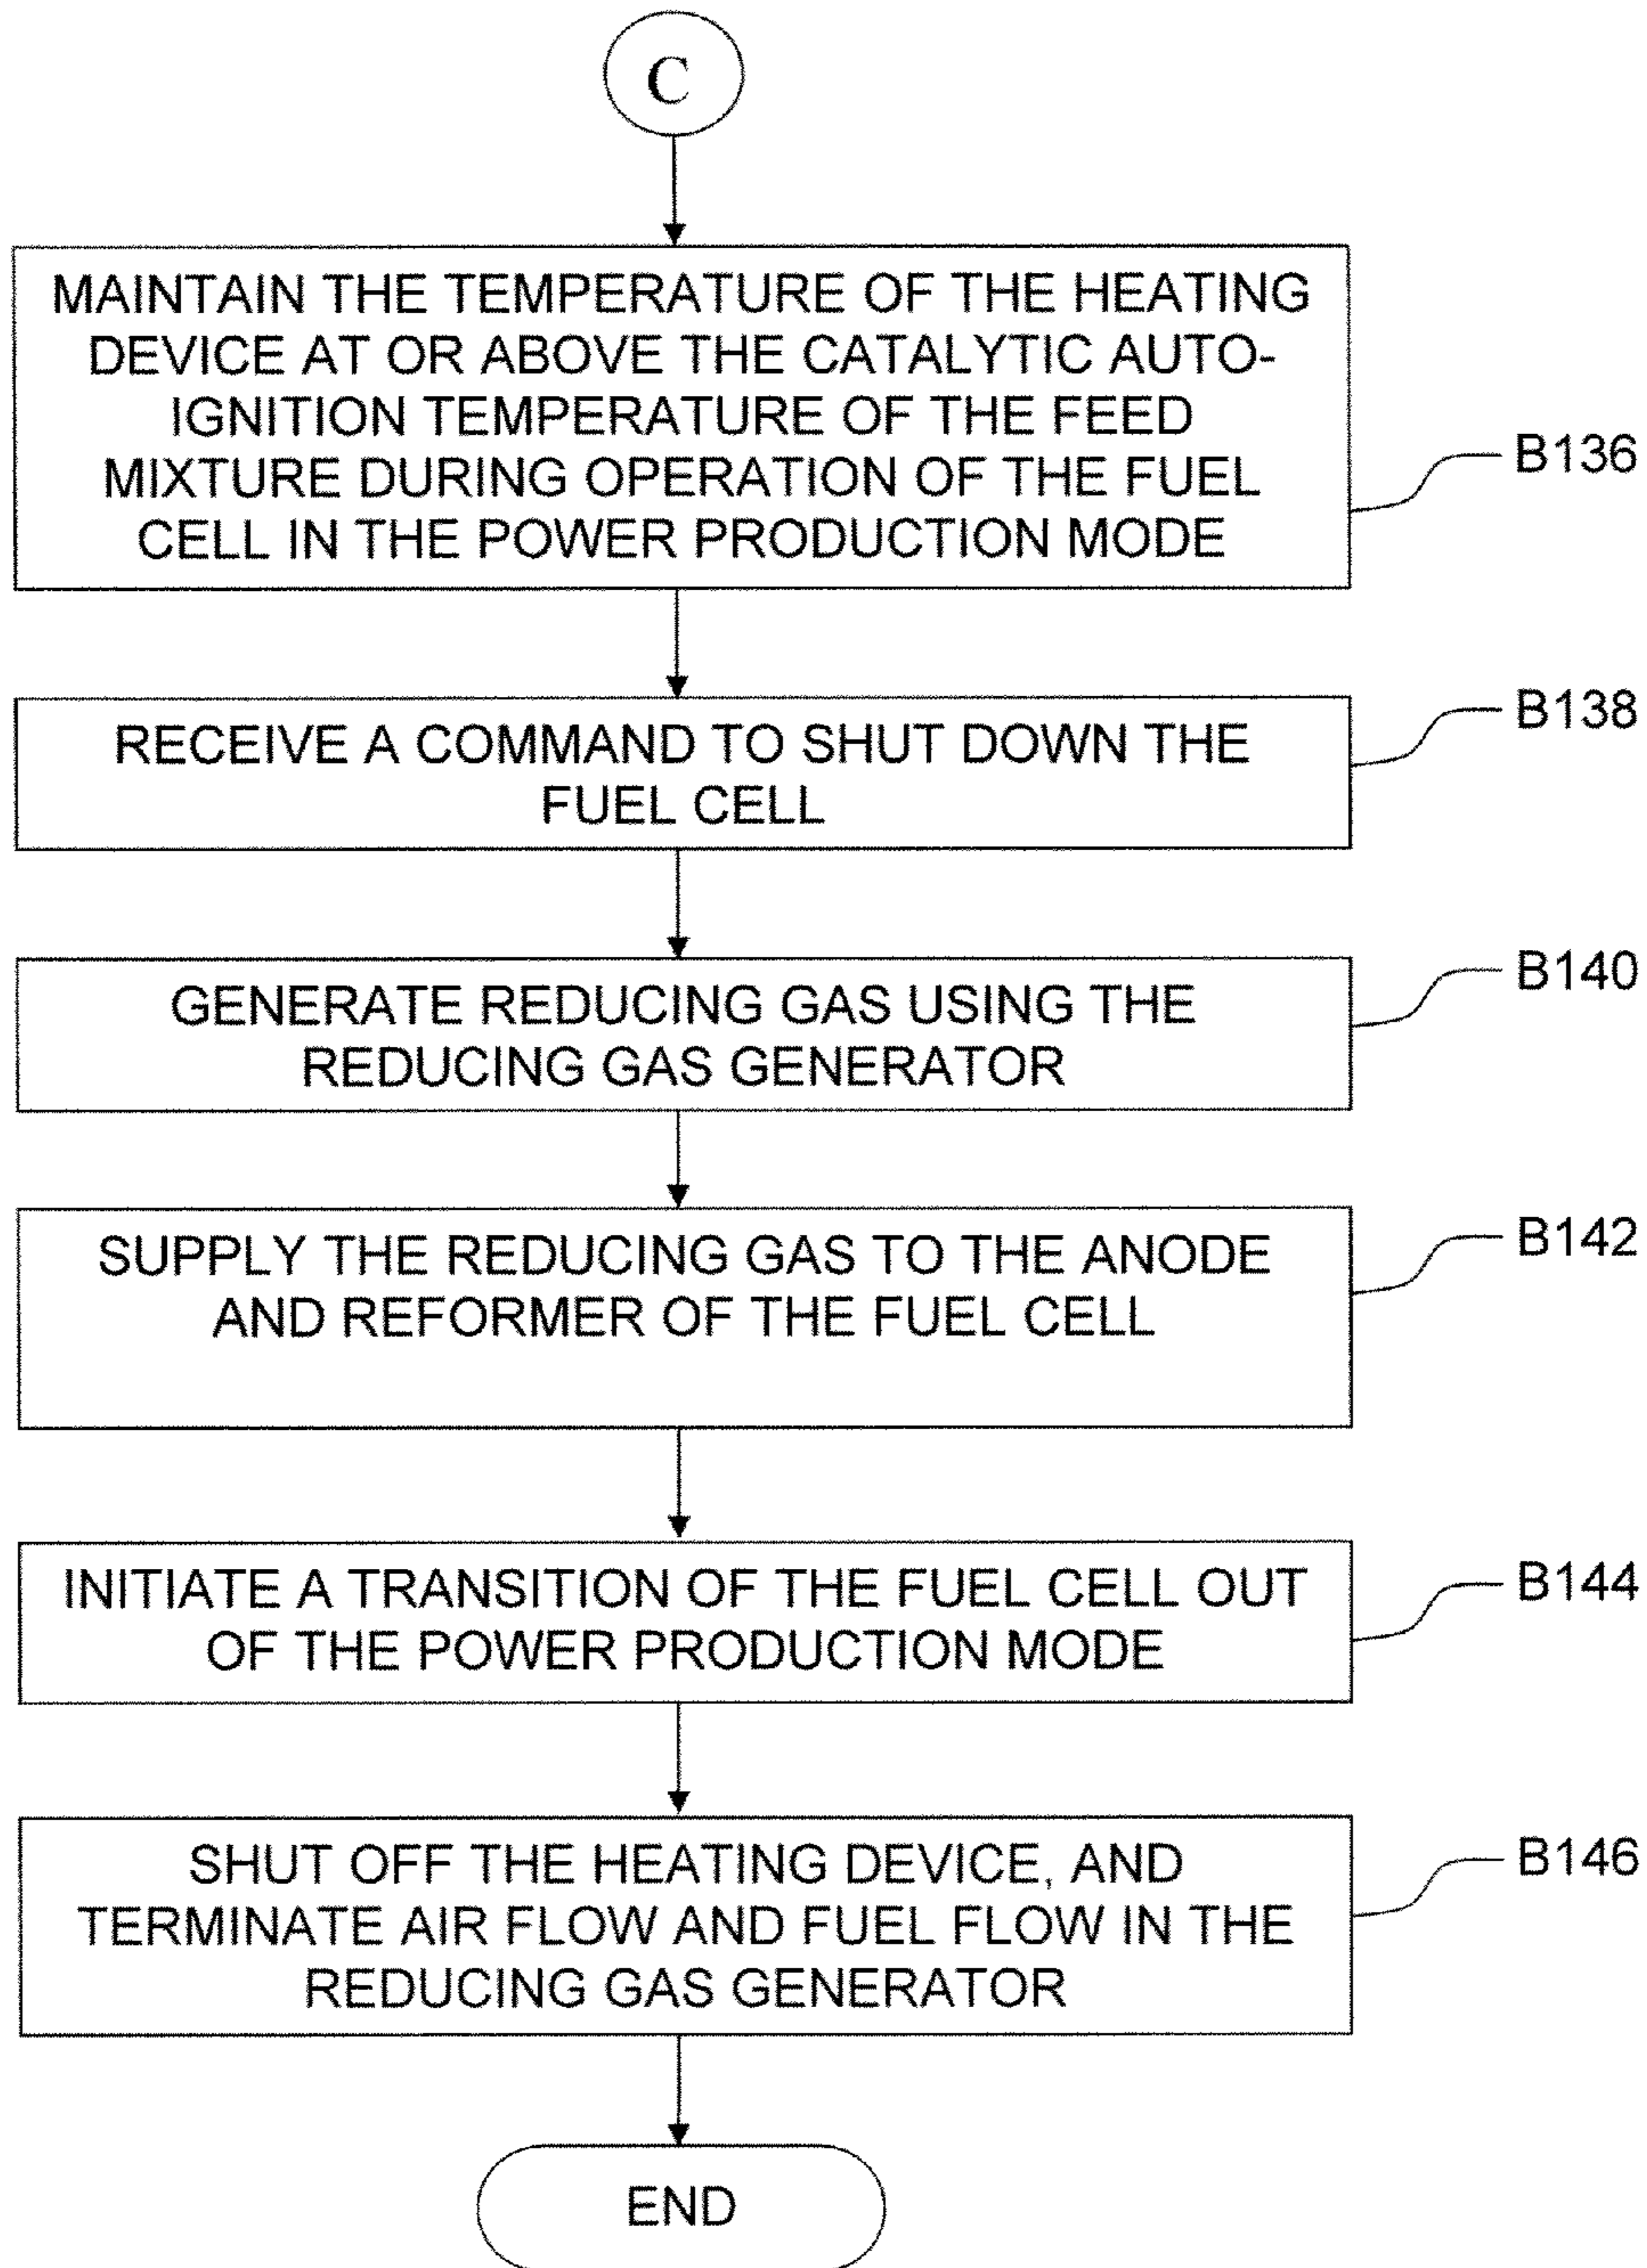 C
MAINTAIN THE TEMPERATURE OF THE HEATING
DEVICE AT OR ABOVE THE CATALYTIC AUTO-
IGNITION TEMPERATURE OF THE FEED
MIXTURE DURING OPERATION OF THE FUEL
CELL IN THE POWER PRODUCTION MODE
B136
RECEIVE A COMMAND TO SHUT DOWN THE
FUEL CELL
B138
GENERATE REDUCING GAS USING THE
REDUCING GAS GENERATOR
B140
SUPPLY THE REDUCING GAS TO THE ANODE
AND REFORMER OF THE FUEL CELL
B142
INITIATE A TRANSITION OF THE FUEL CELL OUT
OF THE POWER PRODUCTION MODE
B144
SHUT OFF THE HEATING DEVICE, AND
TERMINATE AIR FLOW AND FUEL FLOW IN THE
REDUCING GAS GENERATOR
B146
END